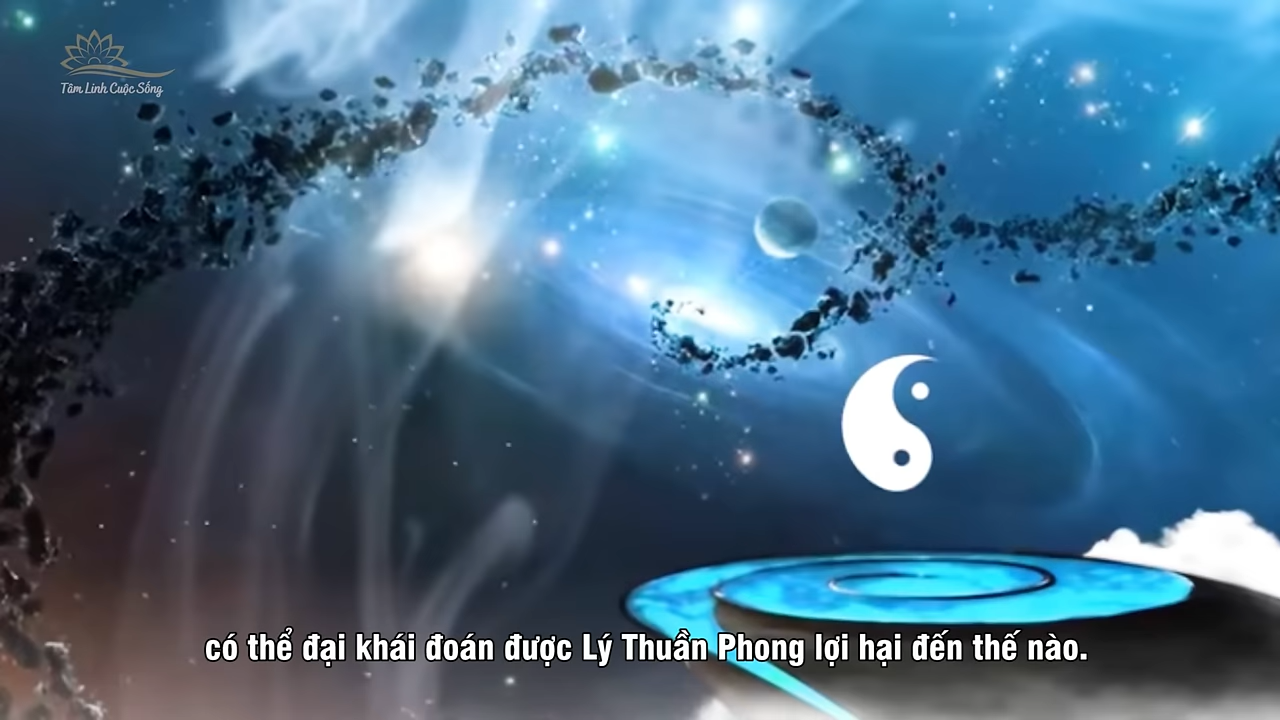 Tâm Linh Cuộc Sống
có thể đại khái đoán được Lý Thuần Phong lợi hại đến thế nào.